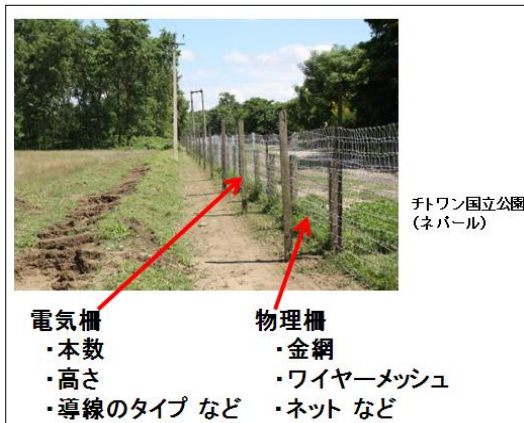 チトワン国立公園
（ネパール）
電気柵
・本数
・高さ
・導線のタイプ など
物理柵
・金網
・ワイヤーメッシュ
・ネット など